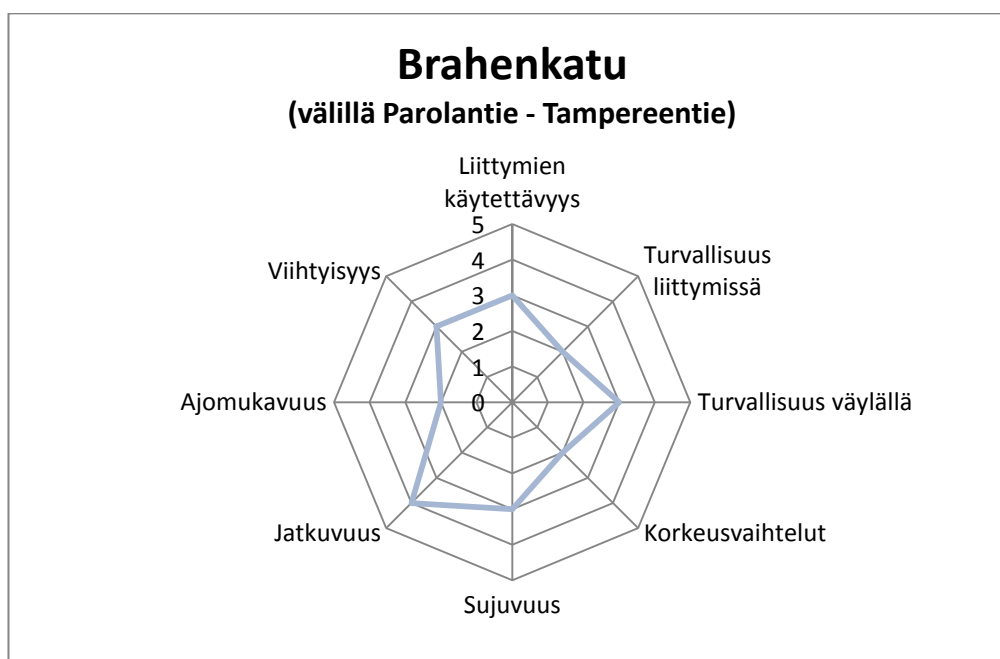 Brahenkatu
(välillä Parolantie - Tampereentie)
Liittymien
käytettävyys
Turvallisuus
liittymissä
Turvallisuus väylällä
Korkeusvaihtelut
Sujuvuus
Jatkuvuus
Ajomukavuus
Viihtyisyys
5
4
3
2
1
0